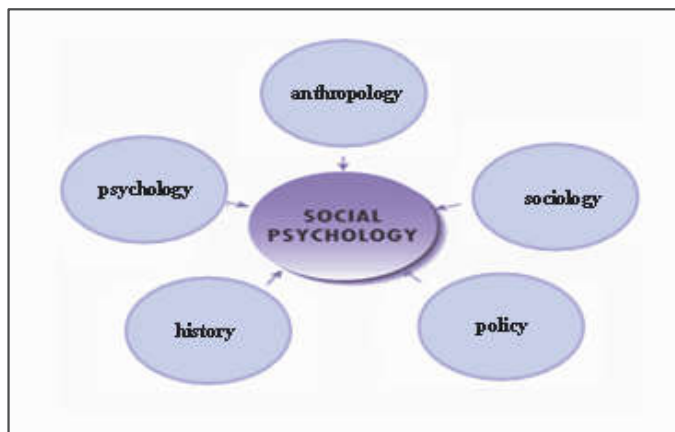 anthropology
psychology
sociology
SOCIAL
PSYCHOLOGY
history
policy